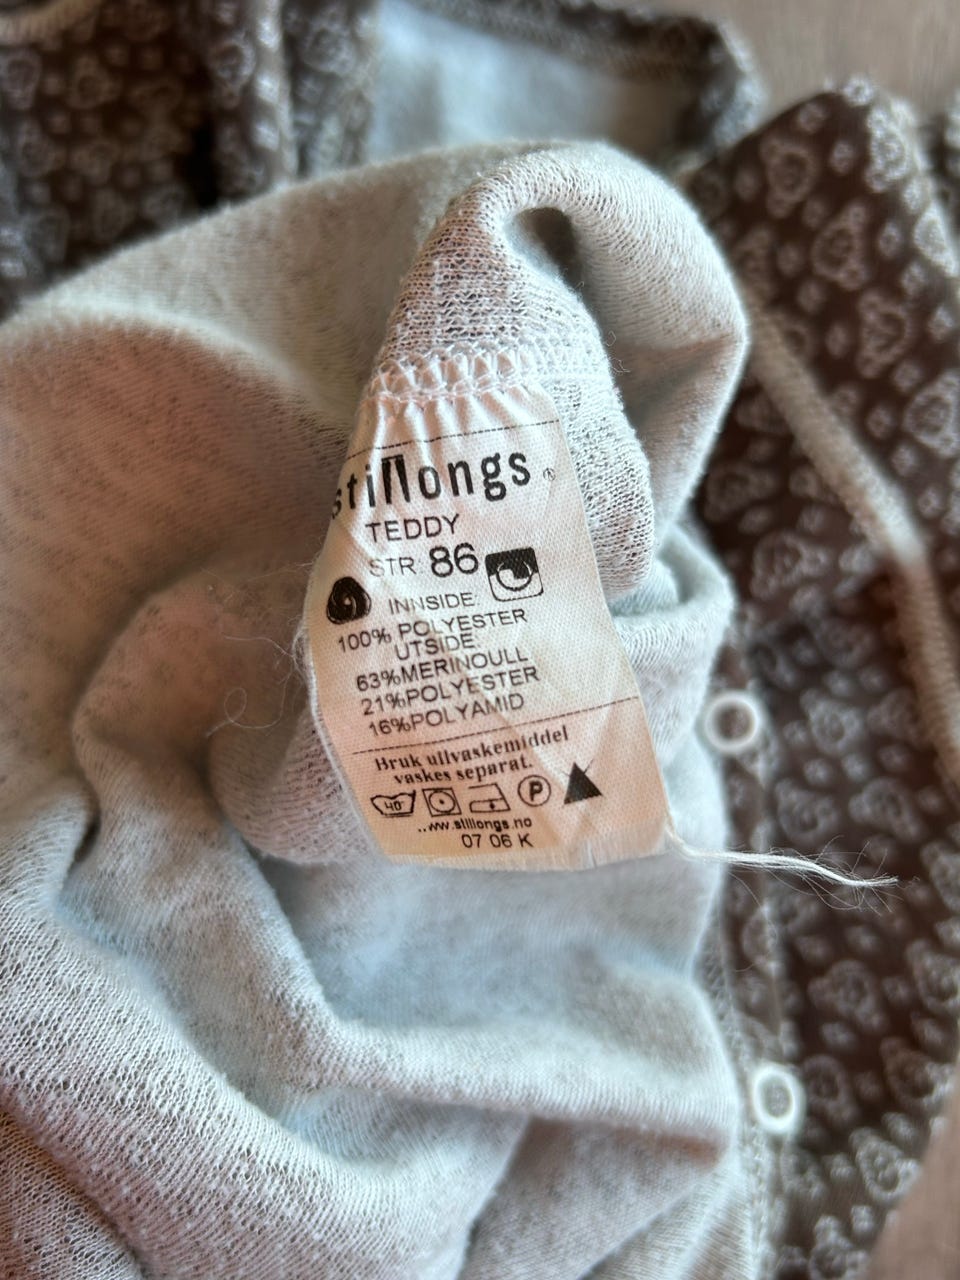 stillongs®
TEDDY
STR 86
INNSIDE:
100% POLYESTER
UTSIDE:
63%MERINOULL
21%POLYESTER
16%POLYAMID
Bruk ullvaskemiddel
vaskes separat.
40 P
www.stillongs.no
07 06 K